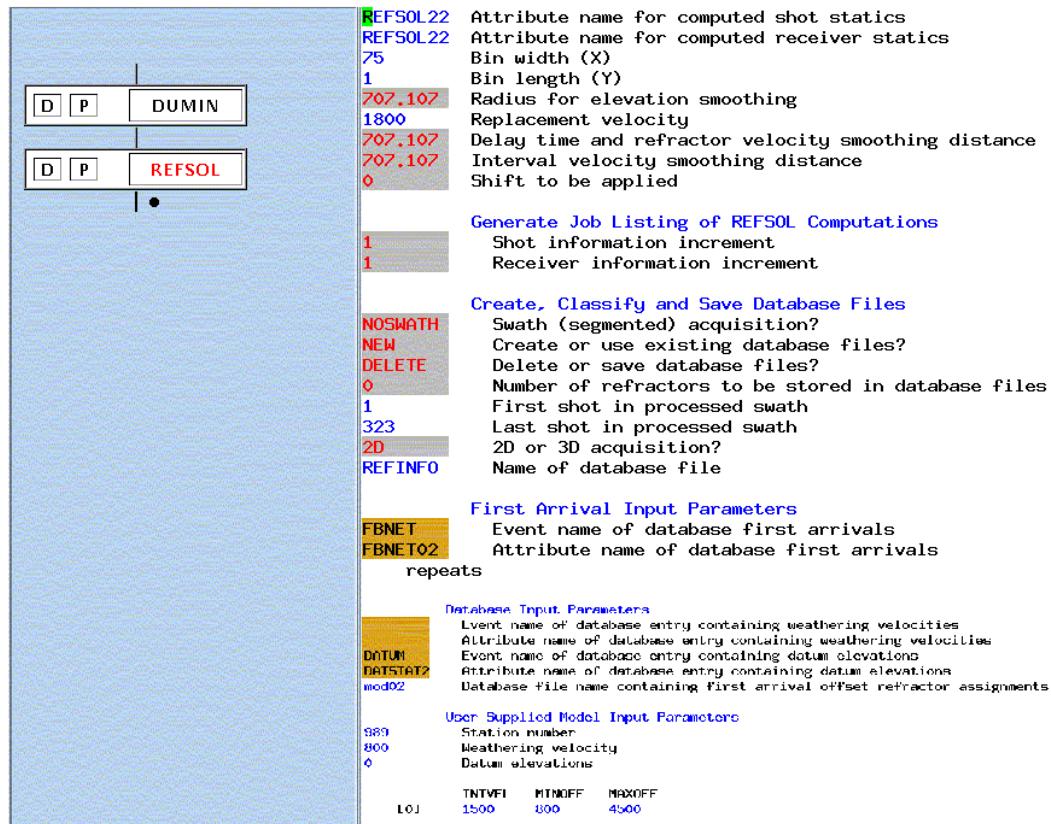 D P DUMIN
D P REFSOL
REFSOL22 Attribute name for computed shot statics
REFSOL22 Attribute name for computed receiver statics
75 Bin width (X)
1 Bin length (Y)
707.107 Radius for elevation smoothing
1800 Replacement velocity
707.107 Delay time and refractor velocity smoothing distance
707.107 Interval velocity smoothing distance
0 Shift to be applied
Generate Job Listing of REFSOL Computations
1 Shot information increment
1 Receiver information increment
Create, Classify and Save Database Files
NOSWATH Swath (segmented) acquisition?
NEW Create or use existing database files?
DELETE Delete or save database files?
0 Number of refractors to be stored in database files
1 First shot in processed swath
323 Last shot in processed swath
2D 2D or 3D acquisition?
REFINFO Name of database file
First Arrival Input Parameters
FBNET Event name of database first arrivals
FBNET02 Attribute name of database first arrivals
repeats
Database Input Parameters
Event name of database entry containing weathering velocities
Attribute name of database entry containing weathering velocities
DATUM Event name of database entry containing datum elevations
DATSTAT2 Attribute name of database entry containing datum elevations
mod02 Database file name containing first arrival offset refractor assignments
User Supplied Model Input Parameters
989 Station number
800 Weathering velocity
0 Datum elevations
INTVEL MINOFF MAXOFF
1500 800 4500